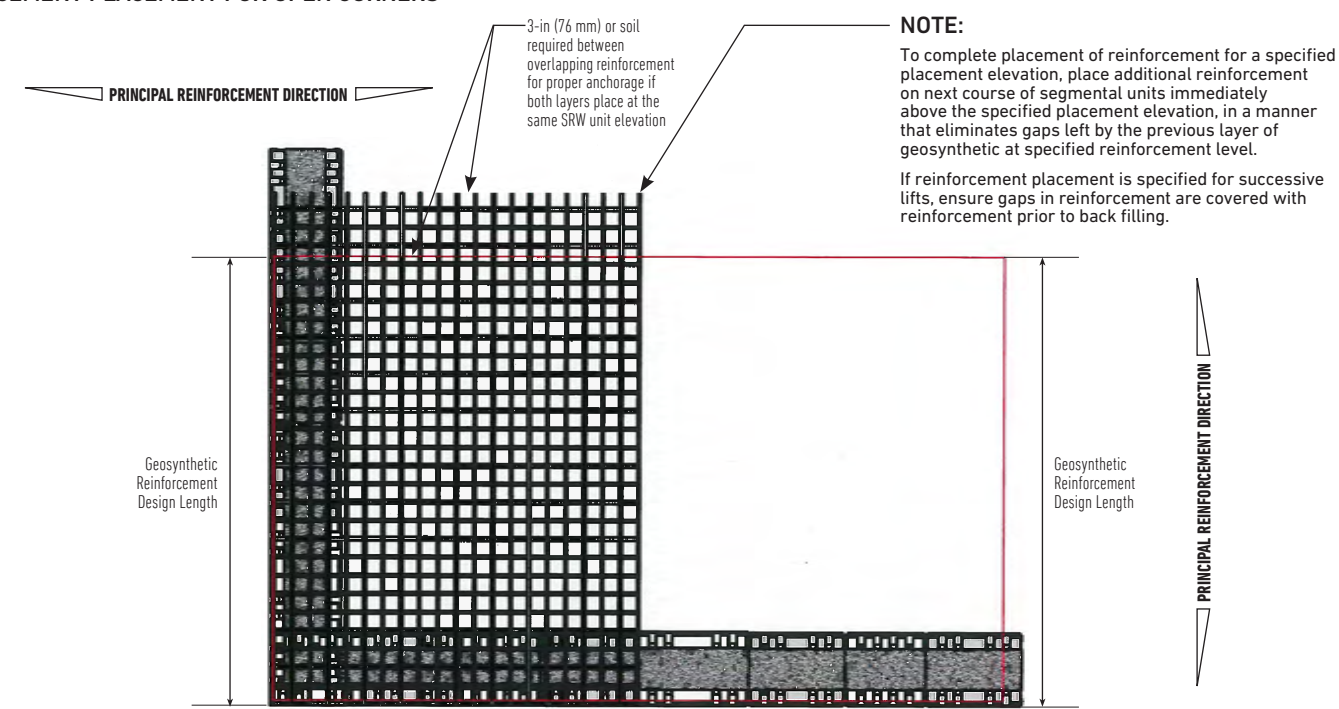 3-in (76 mm) or soil
required between
overlapping reinforcement
for proper anchorage if
both layers place at the
same SRW unit elevation
NOTE:
To complete placement of reinforcement for a specified
placement elevation, place additional reinforcement
on next course of segmental units immediately
above the specified placement elevation, in a manner
that eliminates gaps left by the previous layer of
geosynthetic at specified reinforcement level.
If reinforcement placement is specified for successive
lifts, ensure gaps in reinforcement are covered with
reinforcement prior to back filling.
PRINCIPAL REINFORCEMENT DIRECTION
Geosynthetic
Reinforcement
Design Length
Geosynthetic
Reinforcement
Design Length
PRINCIPAL REINFORCEMENT DIRECTION